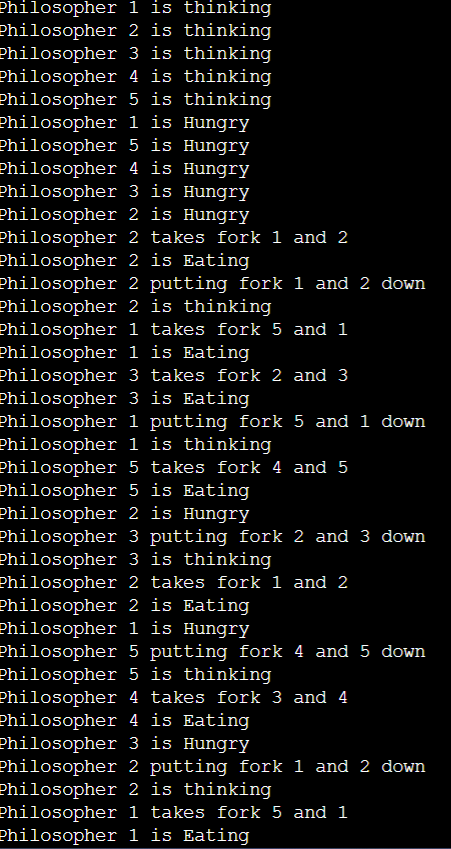 Philosopher 1 is thinking
Philosopher 2 is thinking
Philosopher 3 is thinking
Philosopher 4 is thinking
Philosopher 5 is thinking
Philosopher 1 is Hungry
Philosopher 5 is Hungry
Philosopher 4 is Hungry
Philosopher 3 is Hungry
Philosopher 2 is Hungry
Philosopher 2 takes fork 1 and 2
Philosopher 2 is Eating
Philosopher 2 putting fork 1 and 2 down
Philosopher 2 is thinking
Philosopher 1 takes fork 5 and 1
Philosopher 1 is Eating
Philosopher 3 takes fork 2 and 3
Philosopher 3 is Eating
Philosopher 1 putting fork 5 and 1 down
Philosopher 1 is thinking
Philosopher 5 takes fork 4 and 5
Philosopher 5 is Eating
Philosopher 2 is Hungry
Philosopher 3 putting fork 2 and 3 down
Philosopher 3 is thinking
Philosopher 2 takes fork 1 and 2
Philosopher 2 is Eating
Philosopher 1 is Hungry
Philosopher 5 putting fork 4 and 5 down
Philosopher 5 is thinking
Philosopher 4 takes fork 3 and 4
Philosopher 4 is Eating
Philosopher 3 is Hungry
Philosopher 2 putting fork 1 and 2 down
Philosopher 2 is thinking
Philosopher 1 takes fork 5 and 1
Philosopher 1 is Eating